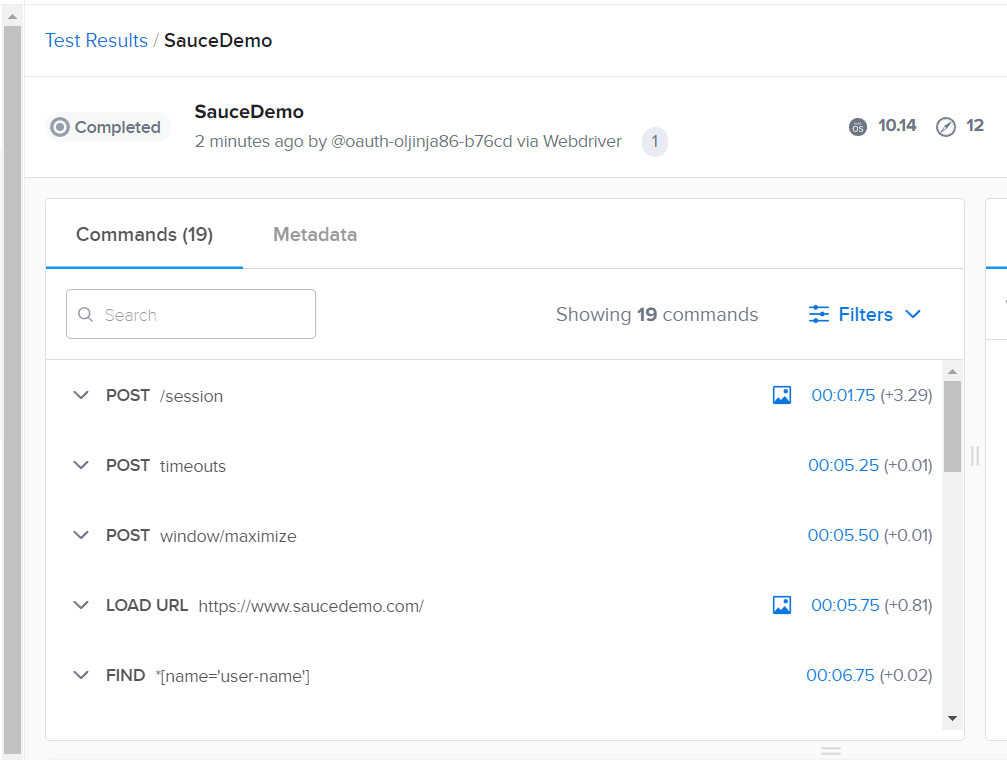 Test Results / SauceDemo
Completed
SauceDemo
2 minutes ago by @oauth-oljinja86-b76cd via Webdriver 1
10.14 12
Commands (19) Metadata
Search
Showing 19 commands Filters
POST /session 00:01.75 (+3.29)
POST timeouts 00:05.25 (+0.01)
POST window/maximize 00:05.50 (+0.01)
LOAD URL https://www.saucedemo.com/ 00:05.75 (+0.81)
FIND *[name='user-name'] 00:06.75 (+0.02)